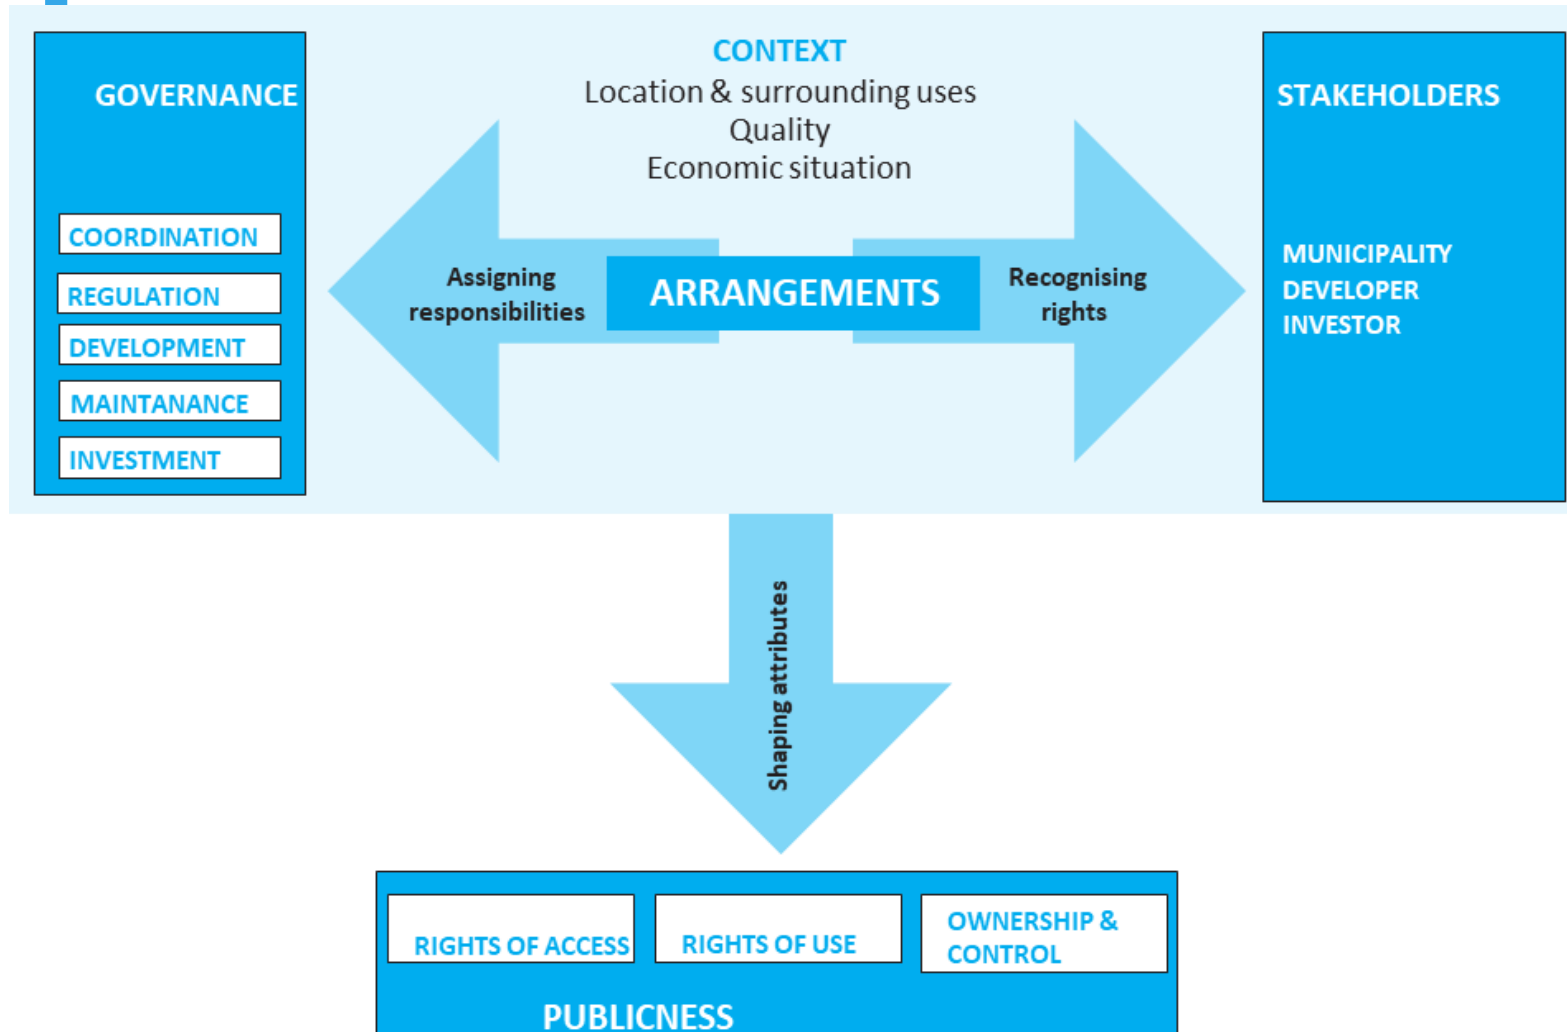 GOVERNANCE
COORDINATION
REGULATION
DEVELOPMENT
MAINTANANCE
INVESTMENT
CONTEXT
Location & surrounding uses
Quality
Economic situation
Assigning
responsibilities
ARRANGEMENTS
Recognising
rights
STAKEHOLDERS
MUNICIPALITY
DEVELOPER
INVESTOR
Shaping attributes
RIGHTS OF ACCESS
RIGHTS OF USE
OWNERSHIP &
CONTROL
PUBLICNESS